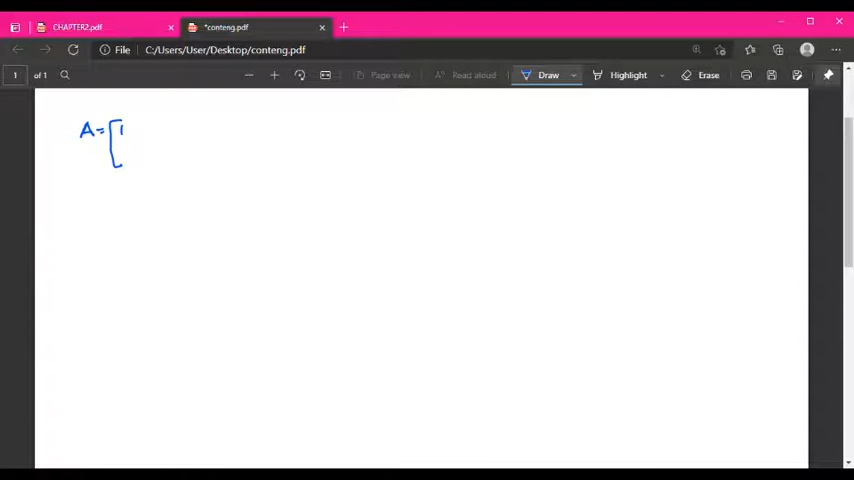 CHAPTER2.pdf
*conteng.pdf
File C:/Users/User/Desktop/conteng.pdf
1 of 1 Page view Read aloud Draw Highlight Erase
A = [ 1